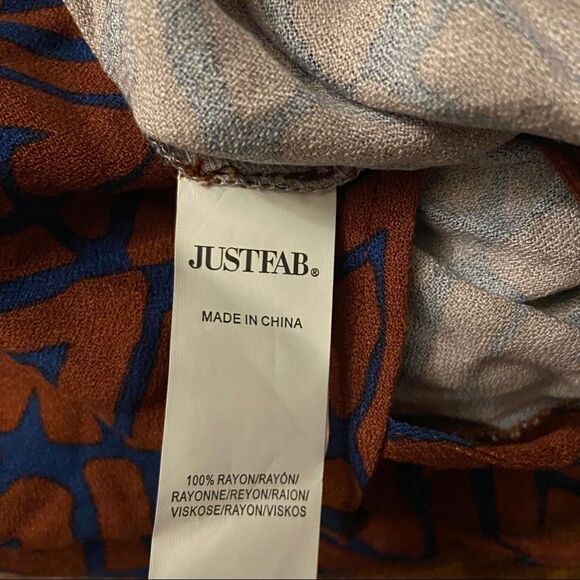 JUSTFAB®
MADE IN CHINA
100% RAYON/RAYÓN/
RAYONNE/REYON/RAION/
VISKOSE/RAYON/VISKOS